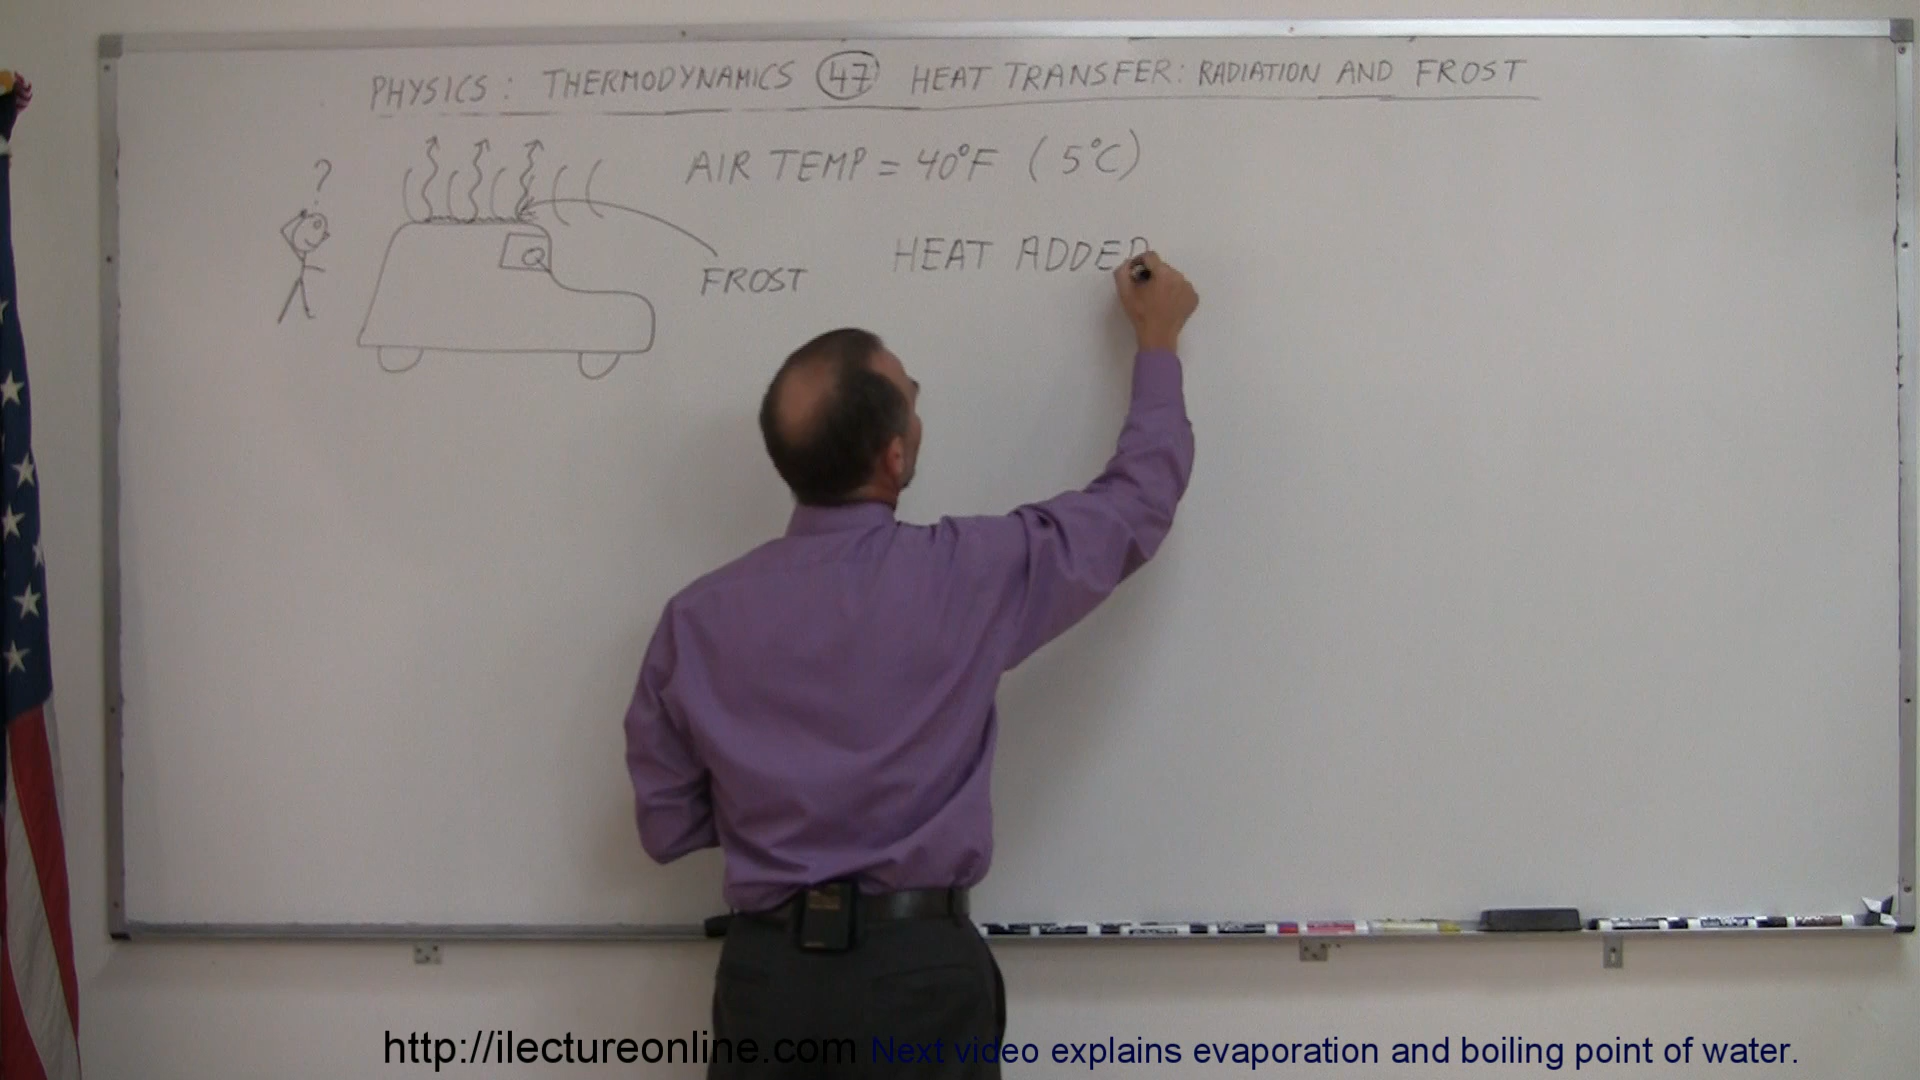 PHYSICS: THERMODYNAMICS 47 HEAT TRANSFER: RADIATION AND FROST
?
AIR TEMP = 40°F (5°C)
FROST
HEAT ADDED
http://ilectureonline.com Next video explains evaporation and boiling point of water.